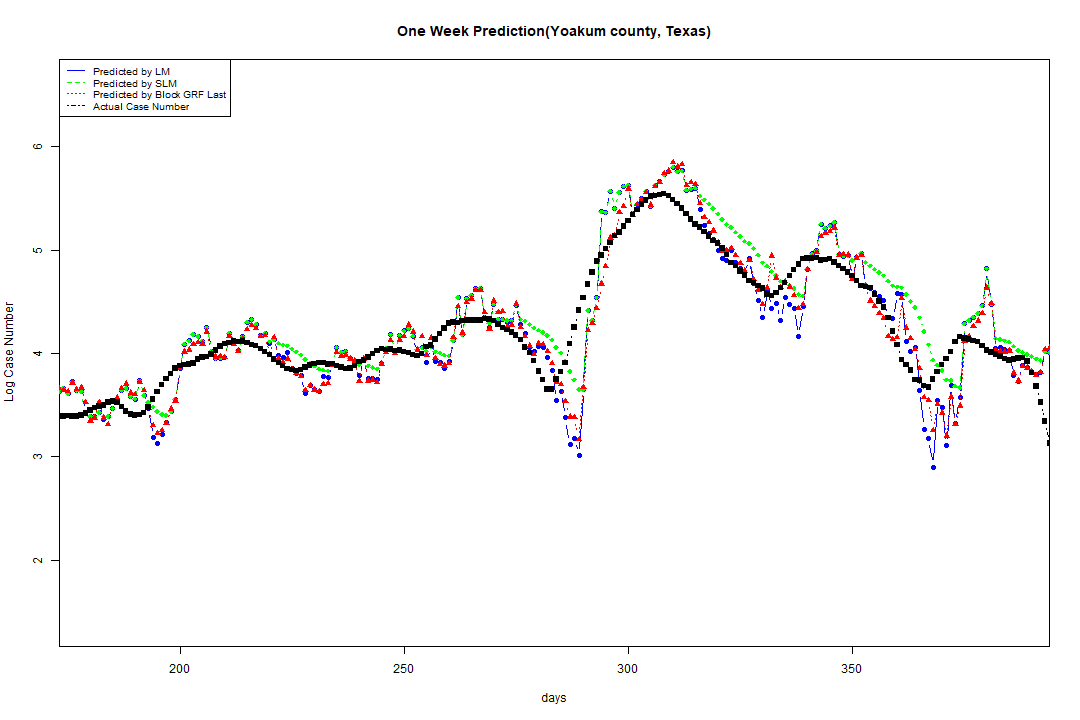 One Week Prediction(Yoakum county, Texas)
Predicted by LM
Predicted by SLM
Predicted by Block GRF Last
Actual Case Number
6
5
4
3
2
Log Case Number
200 250 300 350
days